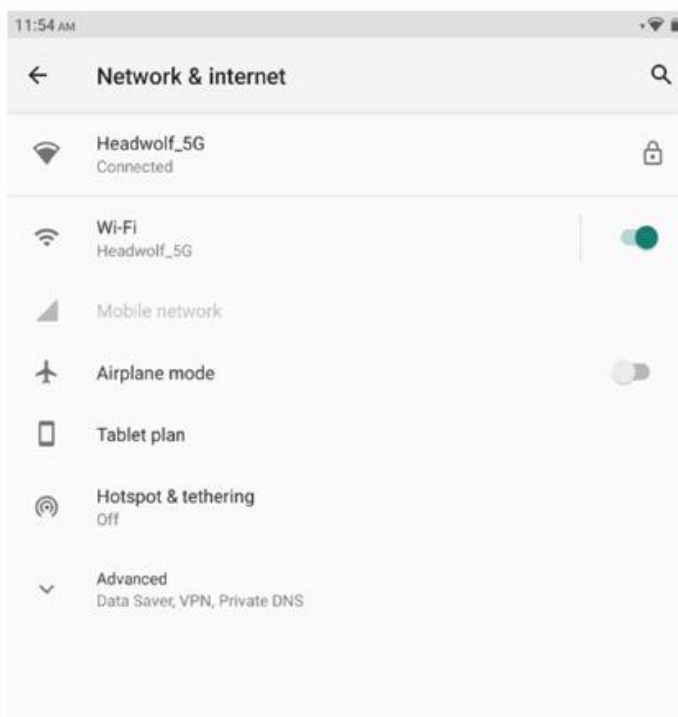 11:54 AM
Network & internet
Headwolf_5G
Connected
Wi-Fi
Headwolf_5G
Mobile network
Airplane mode
Tablet plan
Hotspot & tethering
Off
Advanced
Data Saver, VPN, Private DNS